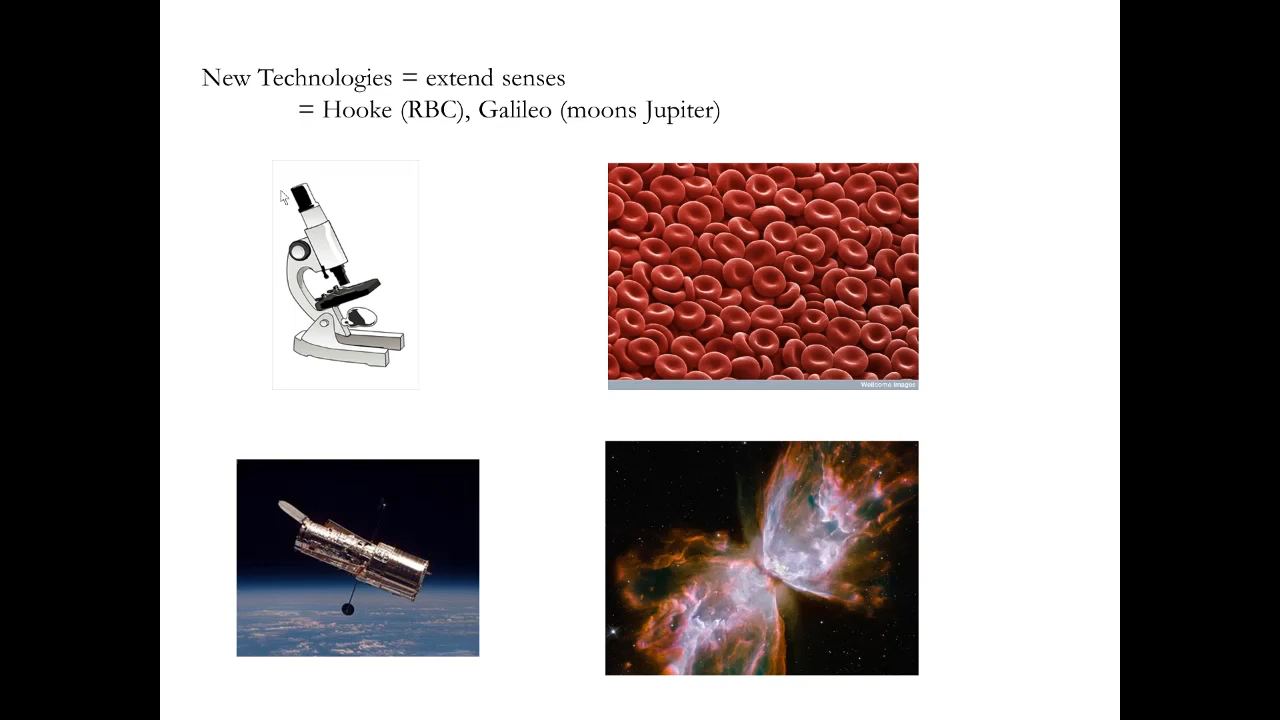 New Technologies = extend senses
= Hooke (RBC), Galileo (moons Jupiter)
Wellcome Images